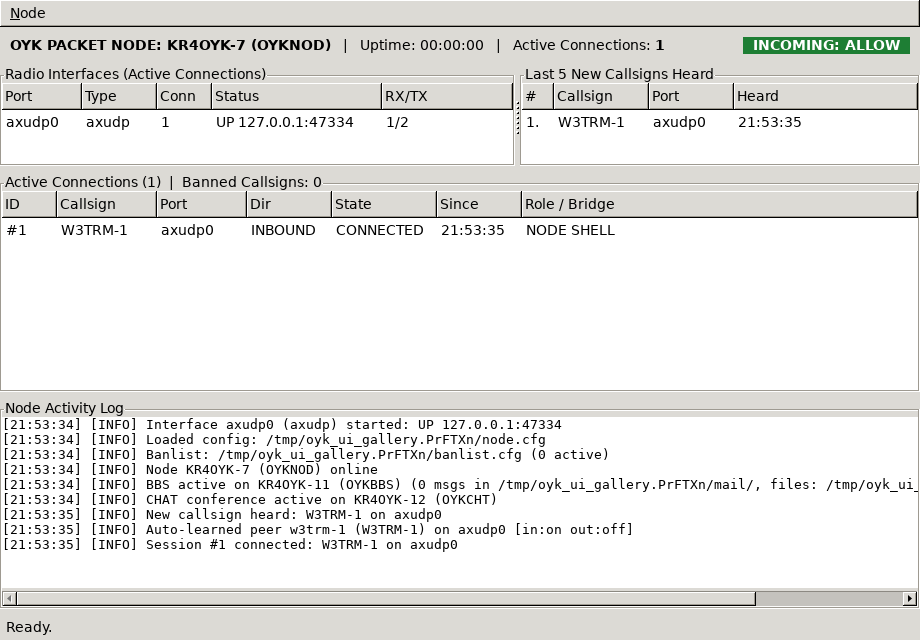 Node
OYK PACKET NODE: KR4OYK-7 (OYKNOD) | Uptime: 00:00:00 | Active Connections: 1 INCOMING: ALLOW
Radio Interfaces (Active Connections)
Port Type Conn Status RX/TX
axudp0 axudp 1 UP 127.0.0.1:47334 1/2
Last 5 New Callsigns Heard
# Callsign Port Heard
1. W3TRM-1 axudp0 21:53:35
Active Connections (1) | Banned Callsigns: 0
ID Callsign Port Dir State Since Role / Bridge
#1 W3TRM-1 axudp0 INBOUND CONNECTED 21:53:35 NODE SHELL
Node Activity Log
[21:53:34] [INFO] Interface axudp0 (axudp) started: UP 127.0.0.1:47334
[21:53:34] [INFO] Loaded config: /tmp/oyk_ui_gallery.PrFTXn/node.cfg
[21:53:34] [INFO] Banlist: /tmp/oyk_ui_gallery.PrFTXn/banlist.cfg (0 active)
[21:53:34] [INFO] Node KR4OYK-7 (OYKNOD) online
[21:53:34] [INFO] BBS active on KR4OYK-11 (OYKBBS) (0 msgs in /tmp/oyk_ui_gallery.PrFTXn/mail/, files: /tmp/oyk_ui_
[21:53:34] [INFO] CHAT conference active on KR4OYK-12 (OYKCHT)
[21:53:35] [INFO] New callsign heard: W3TRM-1 on axudp0
[21:53:35] [INFO] Auto-learned peer w3trm-1 (W3TRM-1) on axudp0 [in:on out:off]
[21:53:35] [INFO] Session #1 connected: W3TRM-1 on axudp0
Ready.